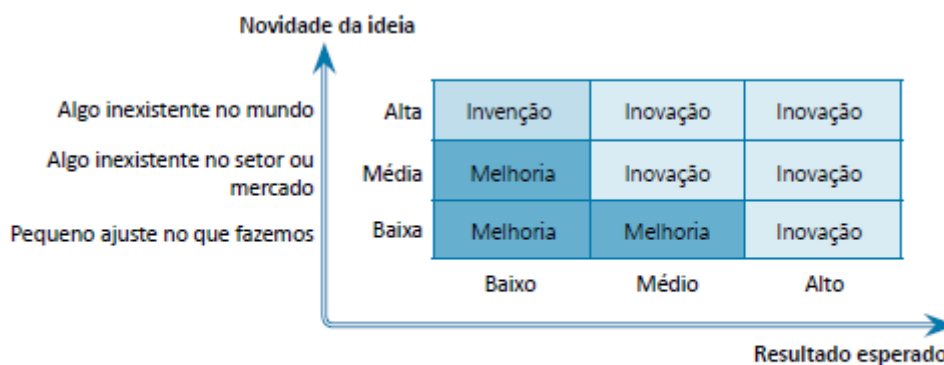 Novidade da ideia
Algo inexistente no mundo Alta Invenção Inovação Inovação
Algo inexistente no setor ou
mercado Média Melhoria Inovação Inovação
Pequeno ajuste no que fazemos Baixa Melhoria Melhoria Inovação
Baixo Médio Alto
Resultado esperado